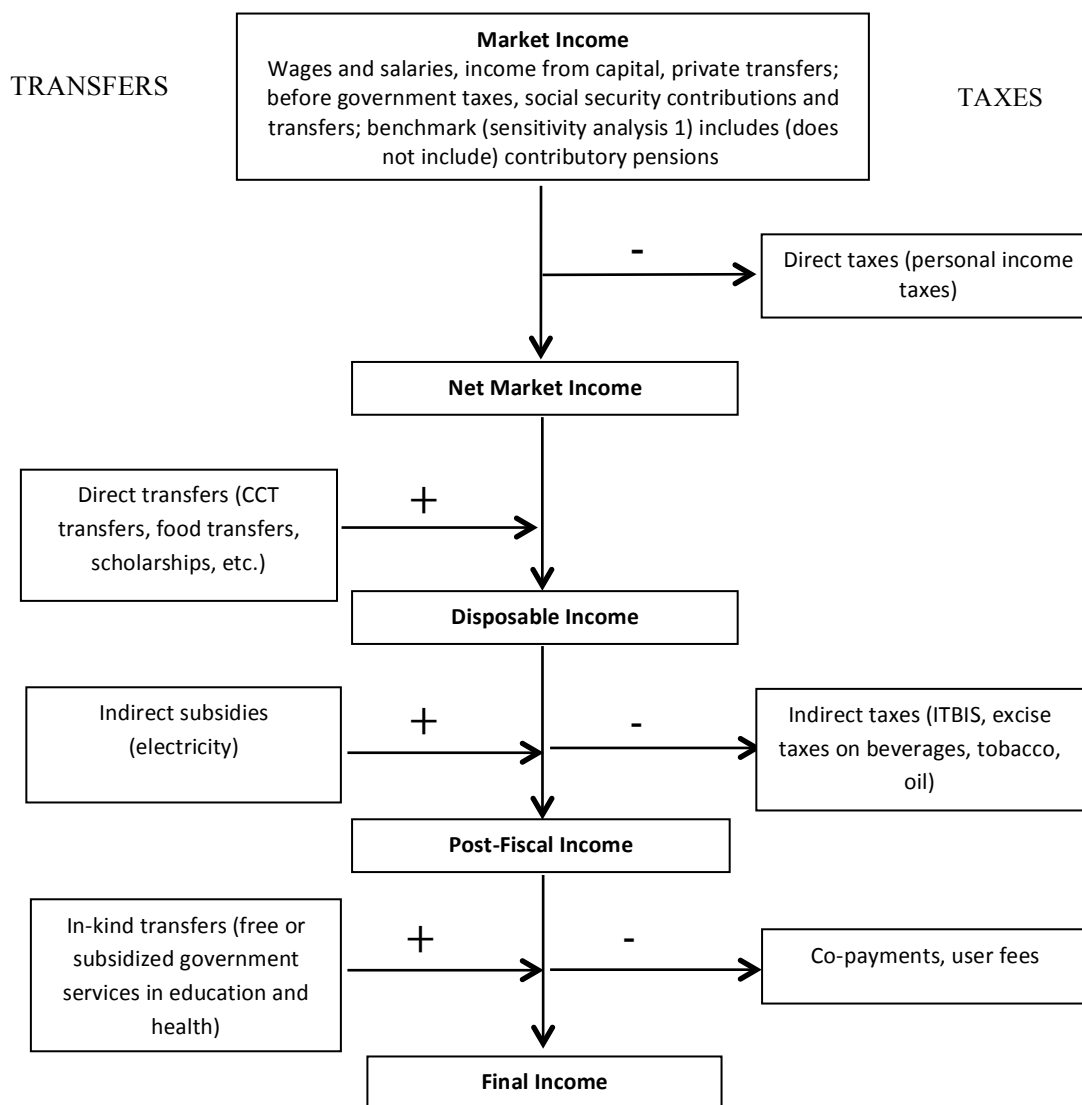 Market Income
Wages and salaries, income from capital, private transfers;
before government taxes, social security contributions and
transfers; benchmark (sensitivity analysis 1) includes (does
not include) contributory pensions
TRANSFERS
TAXES
-
Direct taxes (personal income
taxes)
Net Market Income
Direct transfers (CCT
transfers, food transfers,
scholarships, etc.)
+
Disposable Income
Indirect subsidies
(electricity)
+
-
Indirect taxes (ITBIS, excise
taxes on beverages, tobacco,
oil)
Post-Fiscal Income
In-kind transfers (free or
subsidized government
services in education and
health)
+
-
Co-payments, user fees
Final Income